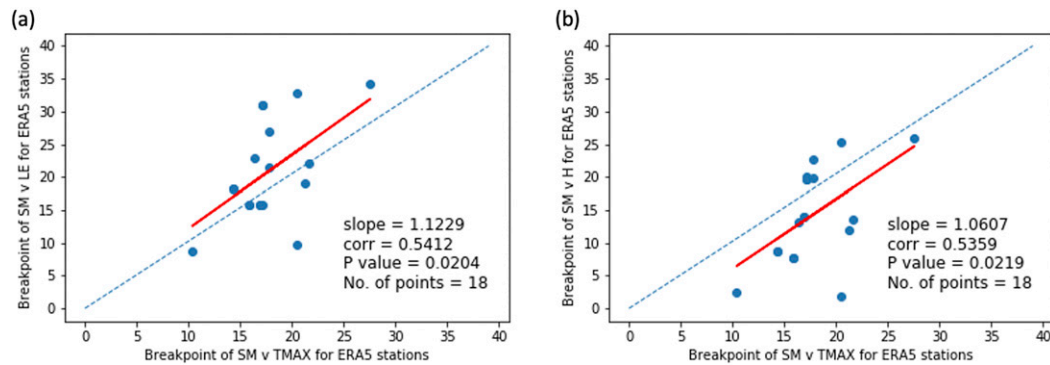 (a)
Breakpoint of SM v LE for ERA5 stations
40
35
30
25
20
15
10
5
0
slope = 1.1229
corr = 0.5412
P value = 0.0204
No. of points = 18
0 5 10 15 20 25 30 35 40
Breakpoint of SM v TMAX for ERA5 stations
(b)
Breakpoint of SM v H for ERA5 stations
40
35
30
25
20
15
10
5
0
slope = 1.0607
corr = 0.5359
P value = 0.0219
No. of points = 18
0 5 10 15 20 25 30 35 40
Breakpoint of SM v TMAX for ERA5 stations